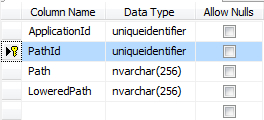 Column Name Data Type Allow Nulls
ApplicationId uniqueidentifier
PathId uniqueidentifier
Path nvarchar(256)
LoweredPath nvarchar(256)